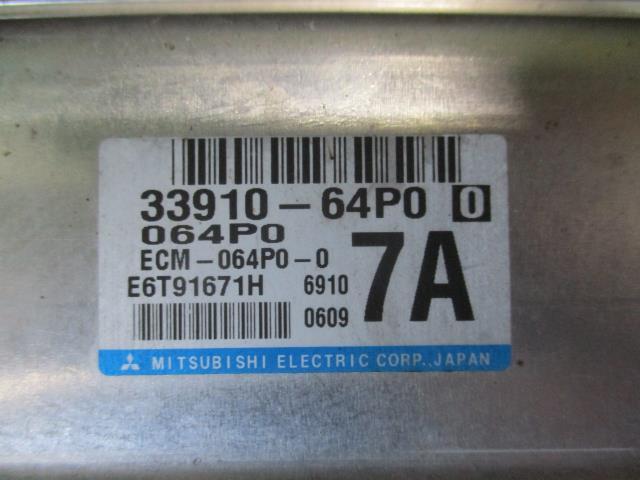 33910-64P0 0
064P0
ECM-064P0-0
E6T91671H 6910
7A
0609
MITSUBISHI ELECTRIC CORP., JAPAN